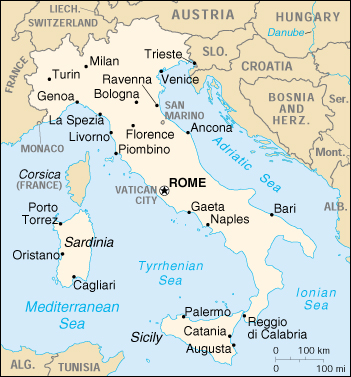 LIECH.
AUSTRIA
HUNGARY
SWITZERLAND
Danube
SLO.
CROATIA
Trieste
Milan
Turin
Venice
FRANCE
Ravenna
Genoa
Bologna
BOSNIA
AND
HERZ.
Ser.
SAN
MARINO
La Spezia
Florence
Ancona
Livorno
Piombino
MONACO
Adriatic Sea
Mont.
Corsica
(FRANCE)
VATICAN
CITY
ROME
ALB.
Porto
Torrez
Gaeta
Naples
Bari
Sardinia
Oristano
Tyrrhenian
Sea
Cagliari
Ionian
Sea
Mediterranean
Sea
Palermo
Reggio
di Calabria
Sicily
Catania
Augusta
ALG.
TUNISIA
0 100 km
0 100 mi